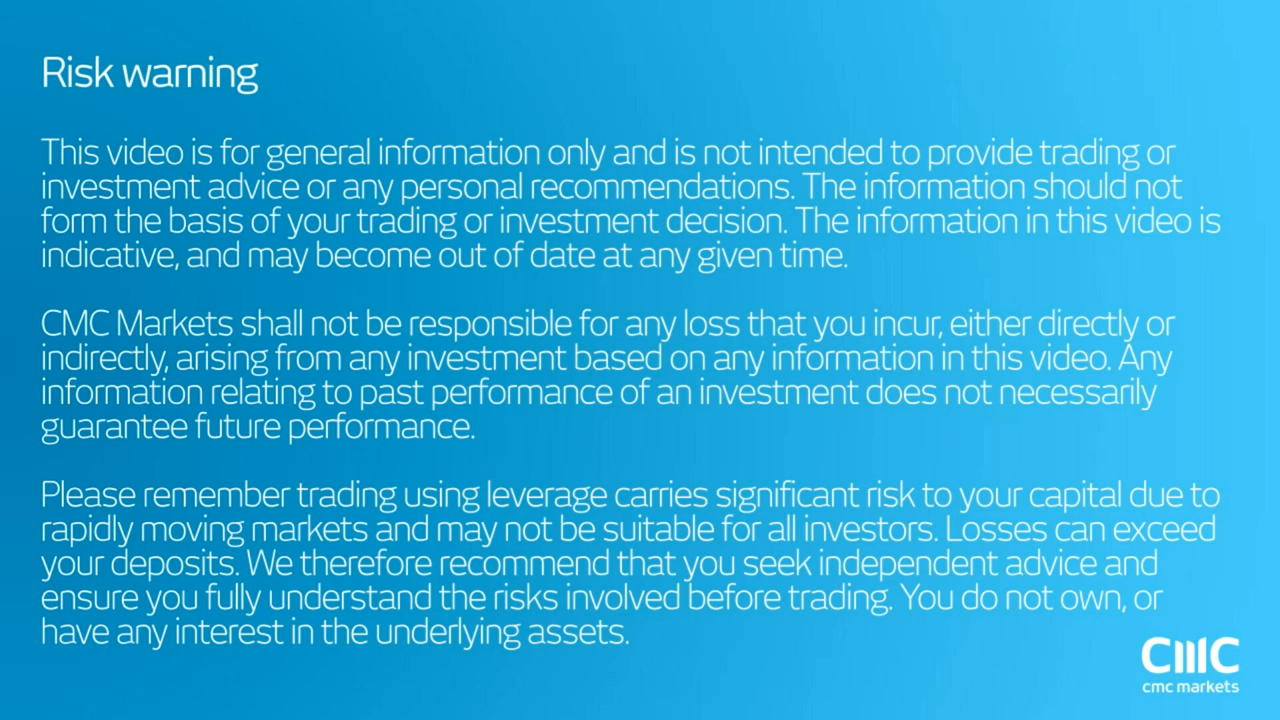 Risk warning
This video is for general information only and is not intended to provide trading or
investment advice or any personal recommendations. The information should not
form the basis of your trading or investment decision. The information in this video is
indicative, and may become out of date at any given time.
CMC Markets shall not be responsible for any loss that you incur, either directly or
indirectly, arising from any investment based on any information in this video. Any
information relating to past performance of an investment does not necessarily
guarantee future performance.
Please remember trading using leverage carries significant risk to your capital due to
rapidly moving markets and may not be suitable for all investors. Losses can exceed
your deposits. We therefore recommend that you seek independent advice and
ensure you fully understand the risks involved before trading. You do not own, or
have any interest in the underlying assets.
CMC
cmc markets